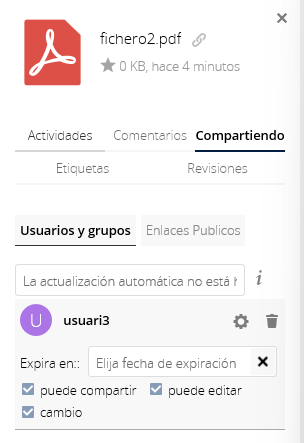 fichero2.pdf
0 KB, hace 4 minutos
Actividades Comentarios Compartiendo
Etiquetas Revisiones
Usuarios y grupos Enlaces Publicos
La actualización automática no está
i
U usuari3
Expira en:: Elija fecha de expiración
puede compartir puede editar
cambio